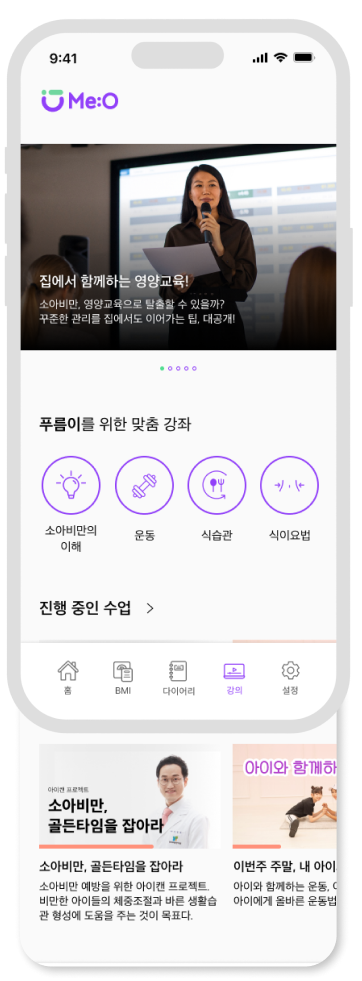 9:41
Me:O
집에서 함께하는 영양교육!
소아비만, 영양교육으로 탈출할 수 있을까?
꾸준한 관리를 집에서도 이어가는 팁, 대공개!
푸름이를 위한 맞춤 강좌
소아비만의
이해
운동
식습관
식이요법
진행 중인 수업 >
홈
BMI
다이어리
강의
설정
아이캔 프로젝트
소아비만,
골든타임을 잡아라
아이와 함께하
소아비만, 골든타임을 잡아라
소아비만 예방을 위한 아이캔 프로젝트.
비만한 아이들의 체중조절과 바른 생활습
관 형성에 도움을 주는 것이 목표다.
이번주 주말, 내 아이
아이와 함께하는 운동,
아이에게 올바른 운동법